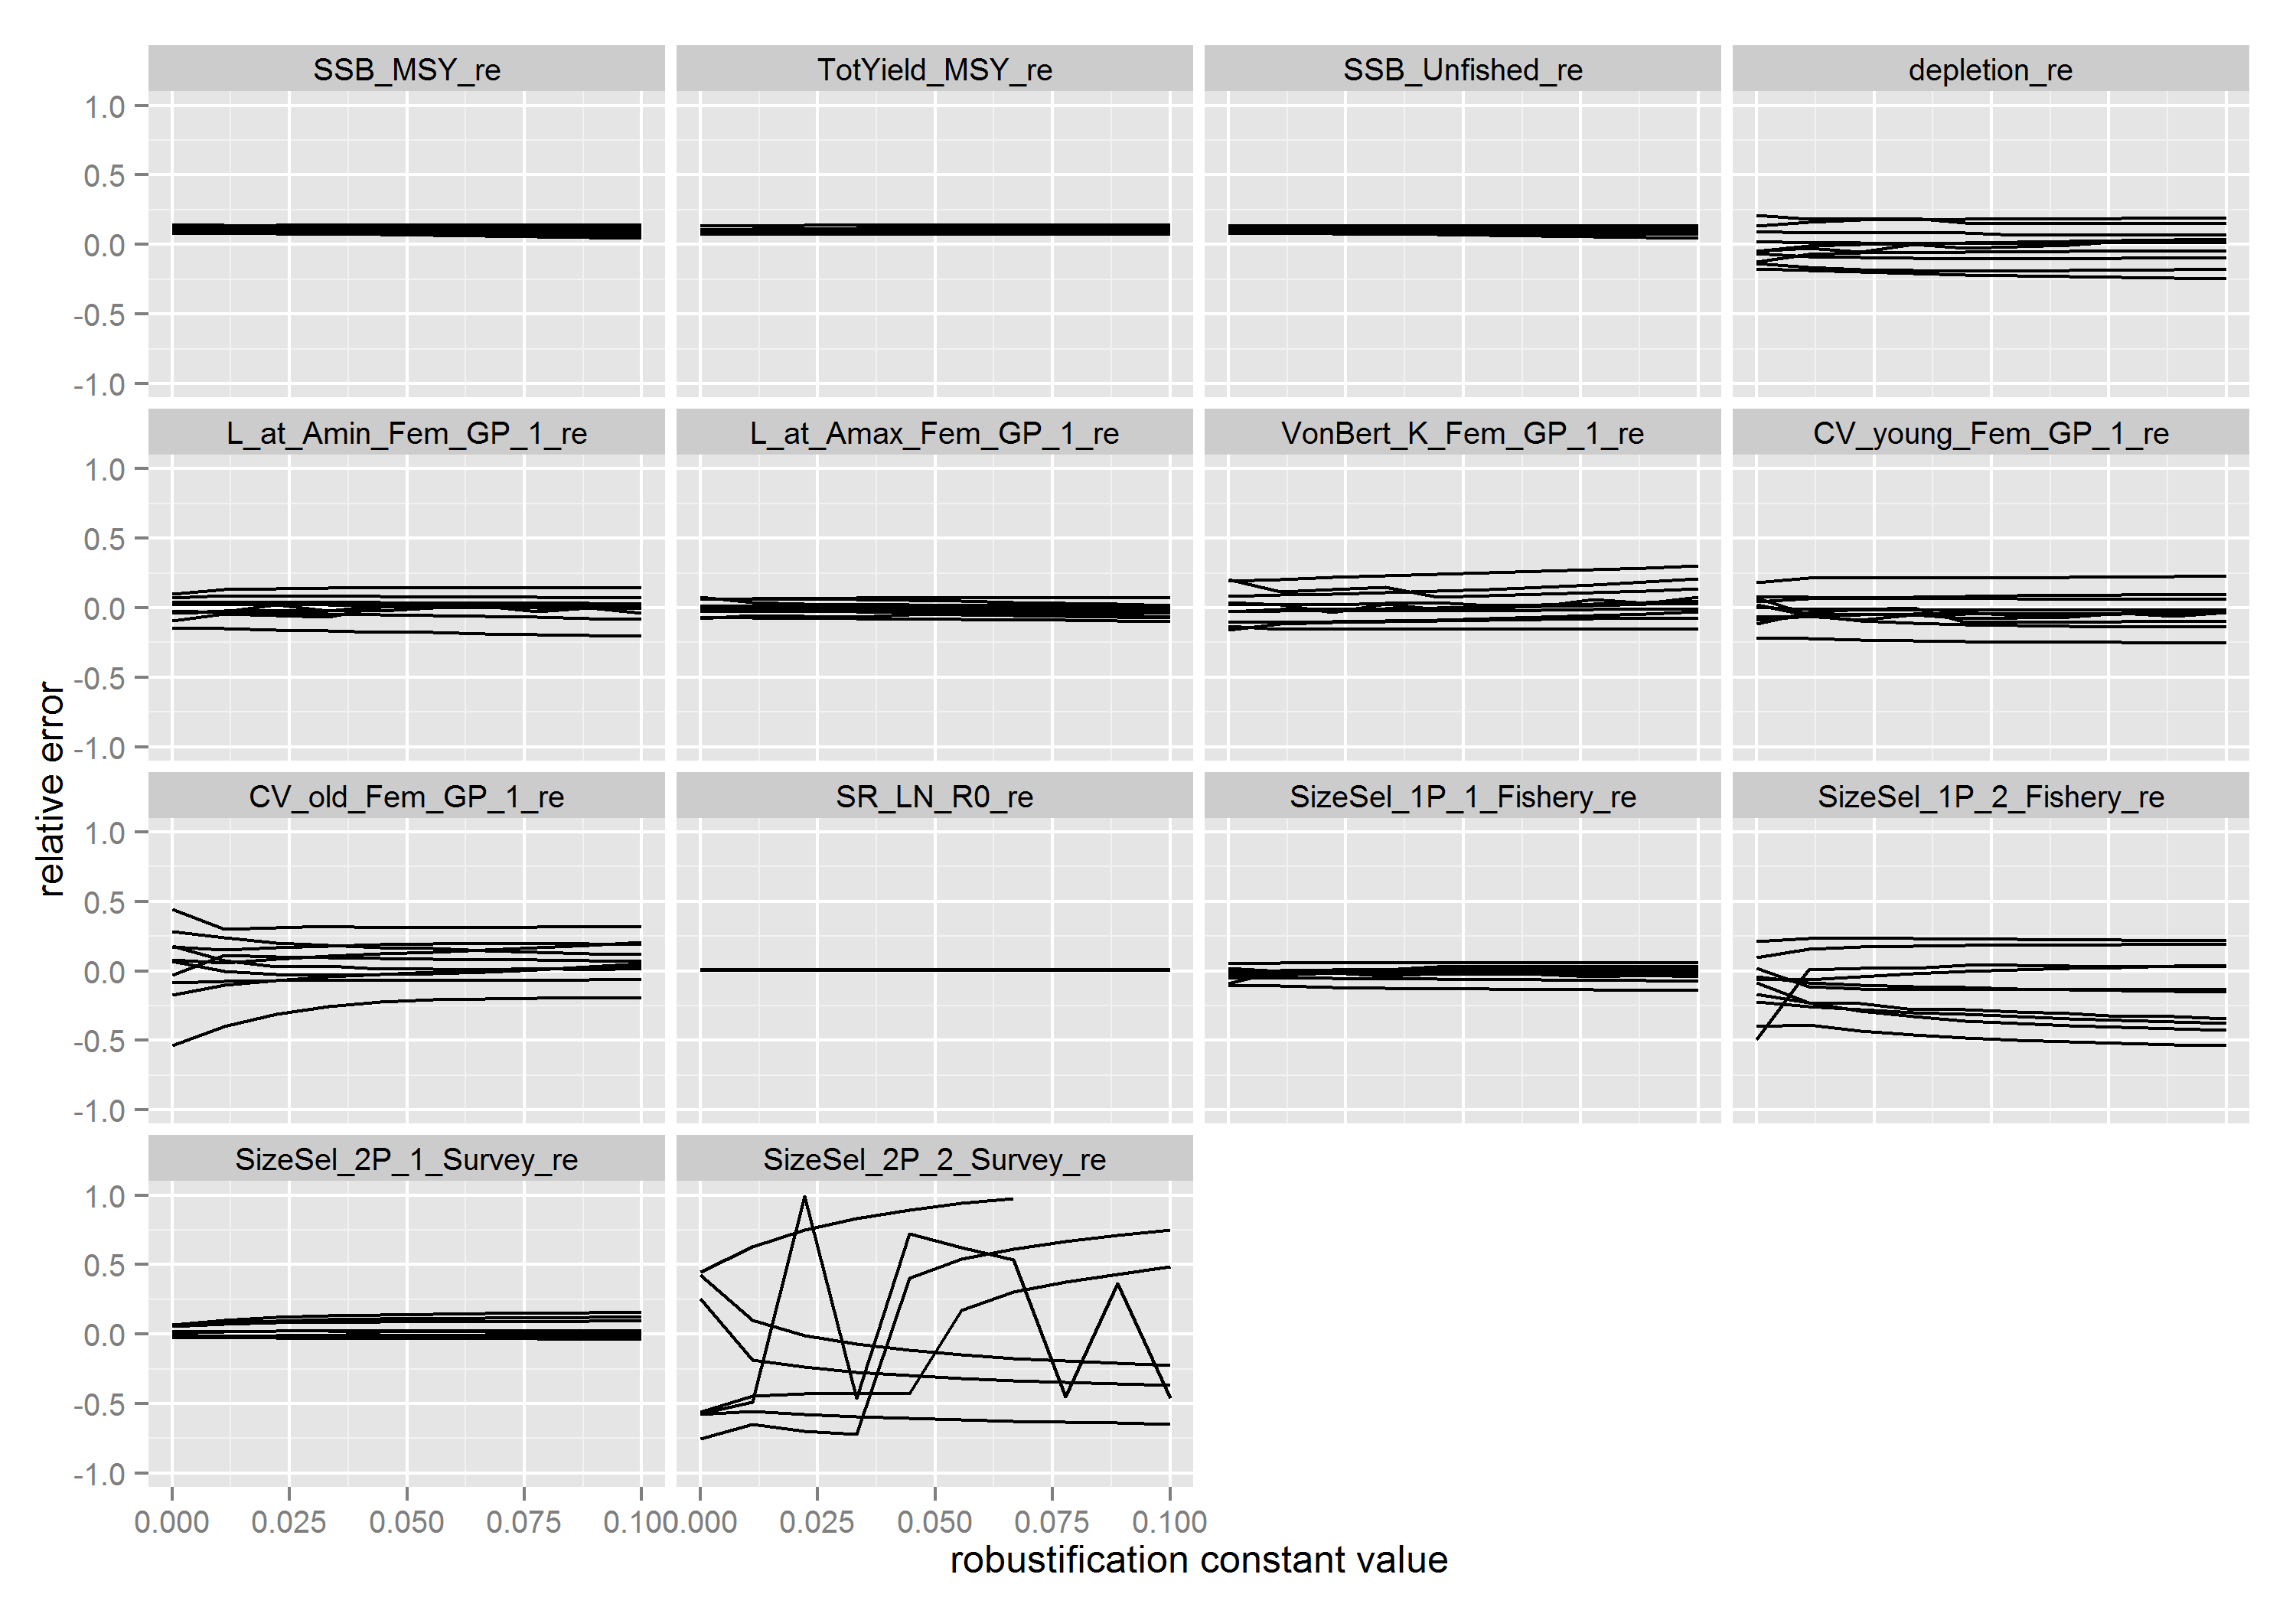 SSB_MSY_re TotYield_MSY_re SSB_Unfished_re depletion_re
1.0
0.5
0.0
-0.5
-1.0
L_at_Amin_Fem_GP_1_re L_at_Amax_Fem_GP_1_re VonBert_K_Fem_GP_1_re CV_young_Fem_GP_1_re
1.0
0.5
0.0
-0.5
-1.0
relative error
CV_old_Fem_GP_1_re SR_LN_R0_re SizeSel_1P_1_Fishery_re SizeSel_1P_2_Fishery_re
1.0
0.5
0.0
-0.5
-1.0
SizeSel_2P_1_Survey_re SizeSel_2P_2_Survey_re
1.0
0.5
0.0
-0.5
-1.0
0.000 0.025 0.050 0.075 0.100 0.000 0.025 0.050 0.075 0.100
robustification constant value